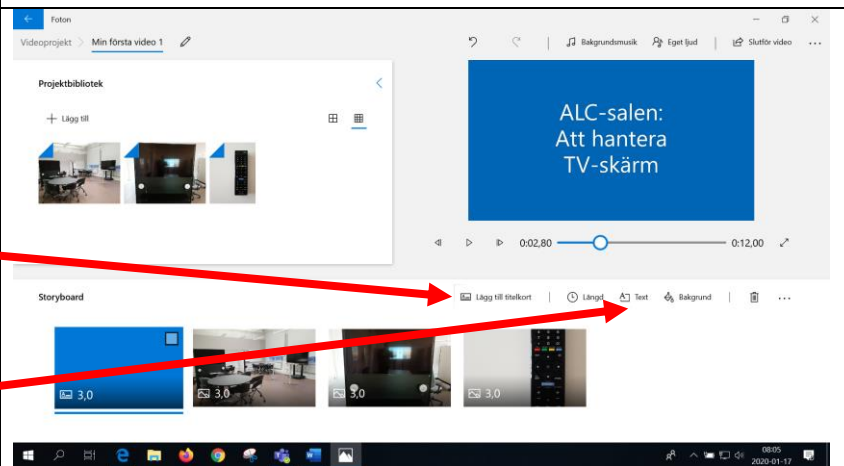 Foton
Videoprojekt > Min första video 1
Bakgrundsmusik Eget ljud Slutför video ...
Projektbibliotek
+ Lägg till
ALC-salen:
Att hantera
TV-skärm
0:02,80 0:12,00
Storyboard Lägg till titelkort Längd Text Bakgrund ...
3,0 3,0 3,0 3,0
08:05
2020-01-17